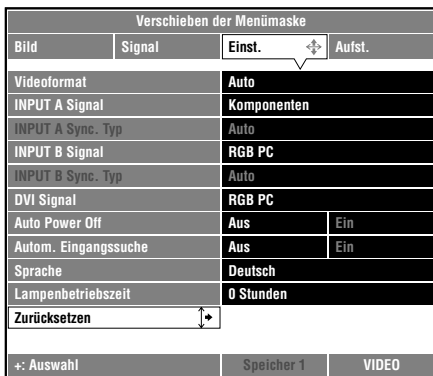 Verschieben der Menümaske
Bild Signal Einst. Aufst.
Videoformat Auto
INPUT A Signal Komponenten
INPUT A Sync. Typ Auto
INPUT B Signal RGB PC
INPUT B Sync. Typ Auto
DVI Signal RGB PC
Auto Power Off Aus Ein
Autom. Eingangssuche Aus Ein
Sprache Deutsch
Lampenbetriebszeit 0 Stunden
Zurücksetzen
+: Auswahl Speicher 1 VIDEO